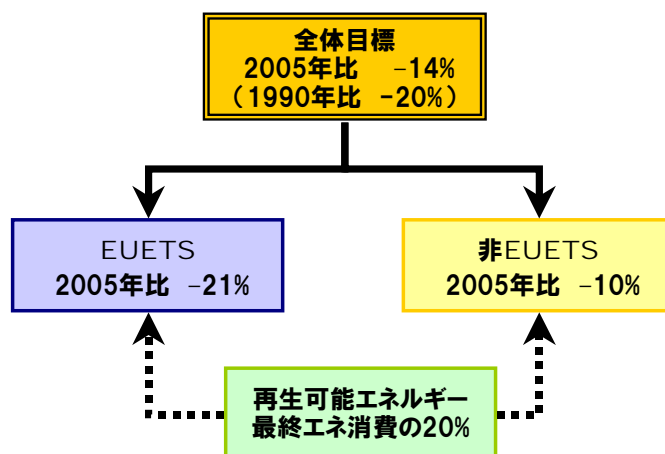 全体目標
2005年比 −14%
（1990年比 −20%）
EUETS
2005年比 −21%
非EUETS
2005年比 −10%
再生可能エネルギー
最終エネ消費の20%